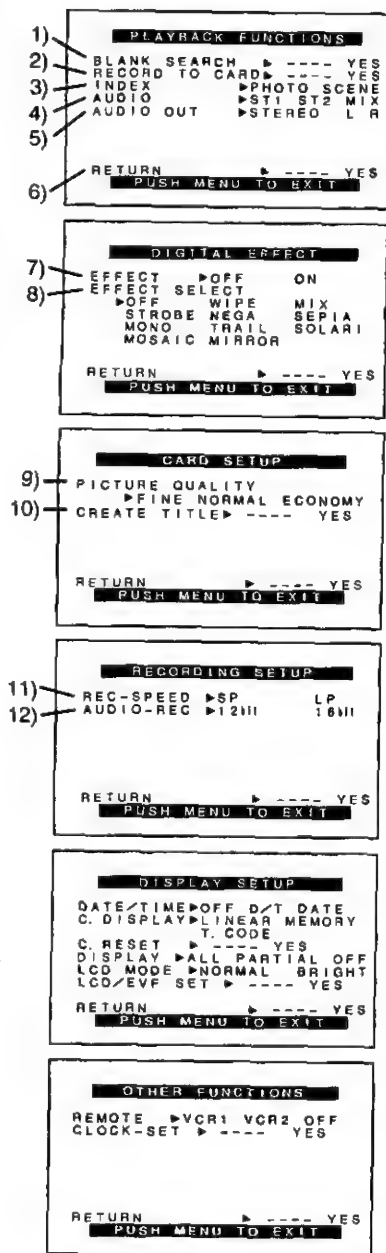 PLAYBACK FUNCTIONS
1) BLANK SEARCH ▶ ---- YES
2) RECORD TO CARD ▶ ---- YES
3) INDEX ▶PHOTO SCENE
4) AUDIO ▶ST1 ST2 MIX
5) AUDIO OUT ▶STEREO L R
6) RETURN ▶ ---- YES
PUSH MENU TO EXIT
DIGITAL EFFECT
7) EFFECT ▶OFF ON
8) EFFECT SELECT
▶OFF WIPE MIX
STROBE NEGA SEPIA
MONO TRAIL SOLARI
MOSAIC MIRROR
RETURN ▶ ---- YES
PUSH MENU TO EXIT
CARD SETUP
9) PICTURE QUALITY
▶FINE NORMAL ECONOMY
10) CREATE TITLE▶ ---- YES
RETURN ▶ ---- YES
PUSH MENU TO EXIT
RECORDING SETUP
11) REC-SPEED ▶SP LP
12) AUDIO-REC ▶12bit 16bit
RETURN ▶ ---- YES
PUSH MENU TO EXIT
DISPLAY SETUP
DATE/TIME▶OFF D/T DATE
C. DISPLAY▶LINEAR MEMORY
T. CODE
C. RESET ▶ ---- YES
DISPLAY ▶ALL PARTIAL OFF
LCD MODE ▶NORMAL BRIGHT
LCD/EVF SET ▶ ---- YES
RETURN ▶ ---- YES
PUSH MENU TO EXIT
OTHER FUNCTIONS
REMOTE ▶VCR1 VCR2 OFF
CLOCK-SET ▶ ---- YES
RETURN ▶ ---- YES
PUSH MENU TO EXIT